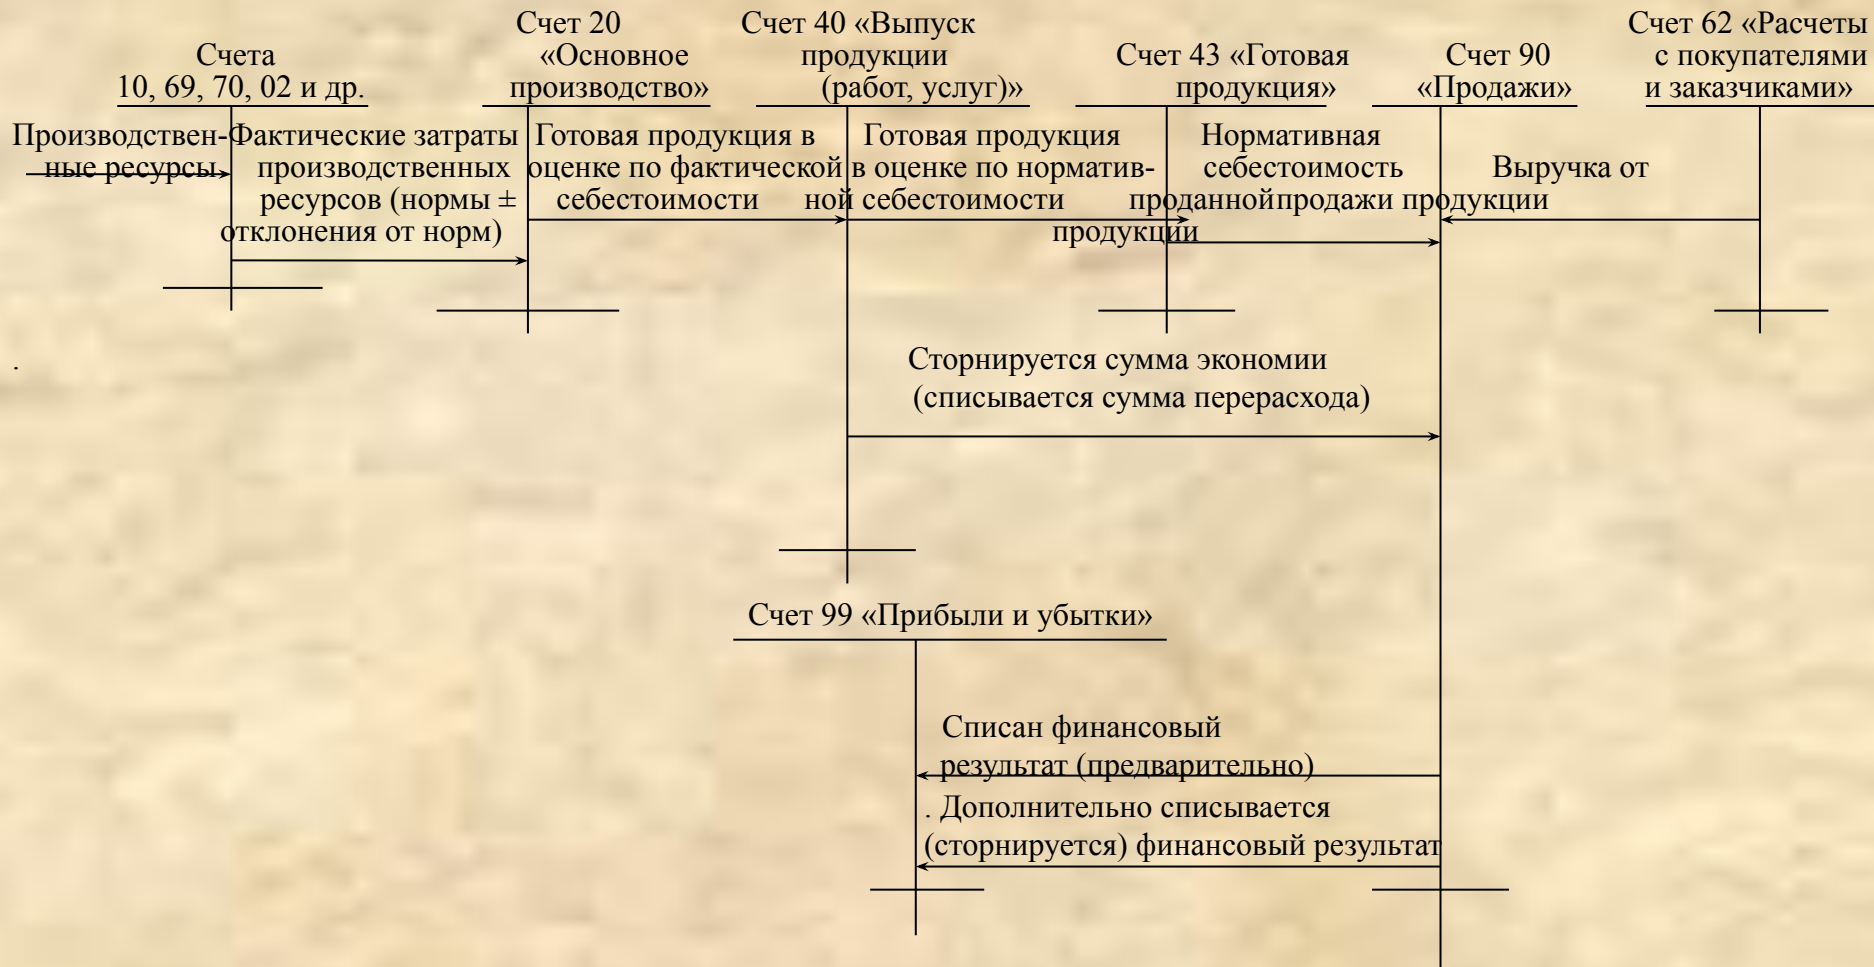 Счета
10, 69, 70, 02 и др.
Счет 20
«Основное
производство»
Счет 40 «Выпуск
продукции
(работ, услуг)»
Счет 43 «Готовая
продукция»
Счет 90
«Продажи»
Счет 62 «Расчеты
с покупателями
и заказчиками»
Производствен-
ные ресурсы
Фактические затраты
производственных
ресурсов (нормы ±
отклонения от норм)
Готовая продукция в
оценке по фактической
себестоимости
Готовая продукция
в оценке по норматив-
ной себестоимости
Нормативная
себестоимость
проданной
продукции
Выручка от
продажи продукции
.
Сторнируется сумма экономии
(списывается сумма перерасхода)
Счет 99 «Прибыли и убытки»
Списан финансовый
результат (предварительно)
. Дополнительно списывается
(сторнируется) финансовый результат